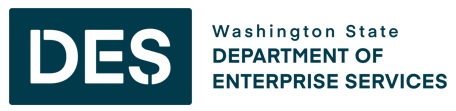 DES
Washington State
DEPARTMENT OF
ENTERPRISE SERVICES